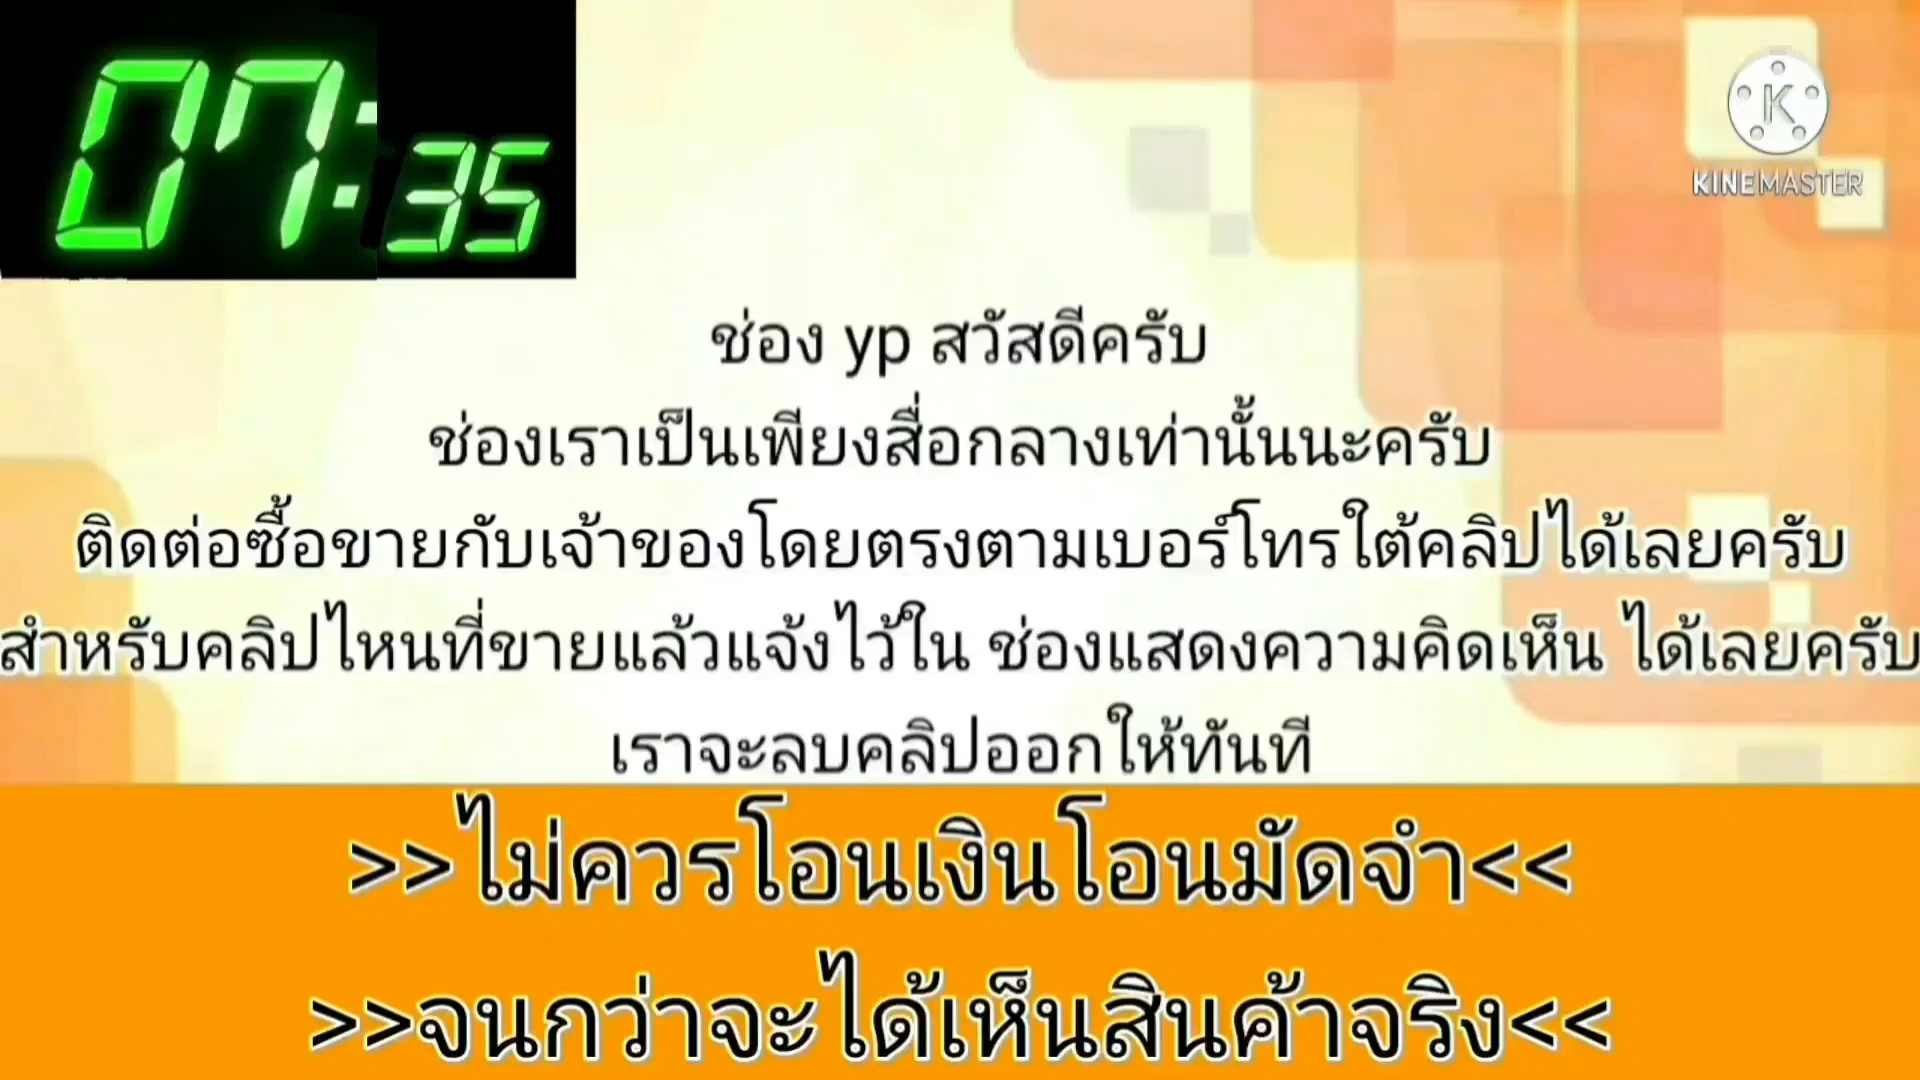 07:35
KINEMASTER
ช่อง yp สวัสดีครับ
ช่องเราเป็นเพียงสื่อกลางเท่านั้นนะครับ
ติดต่อซื้อขายกับเจ้าของโดยตรงตามเบอร์โทรใต้คลิปได้เลยครับ
สำหรับคลิปไหนที่ขายแล้วแจ้งไว้ใน ช่องแสดงความคิดเห็น ได้เลยครับ
เราจะลบคลิปออกให้ทันที
>>ไม่ควรโอนเงินโอนมัดจำ<<
>>จนกว่าจะได้เห็นสินค้าจริง<<